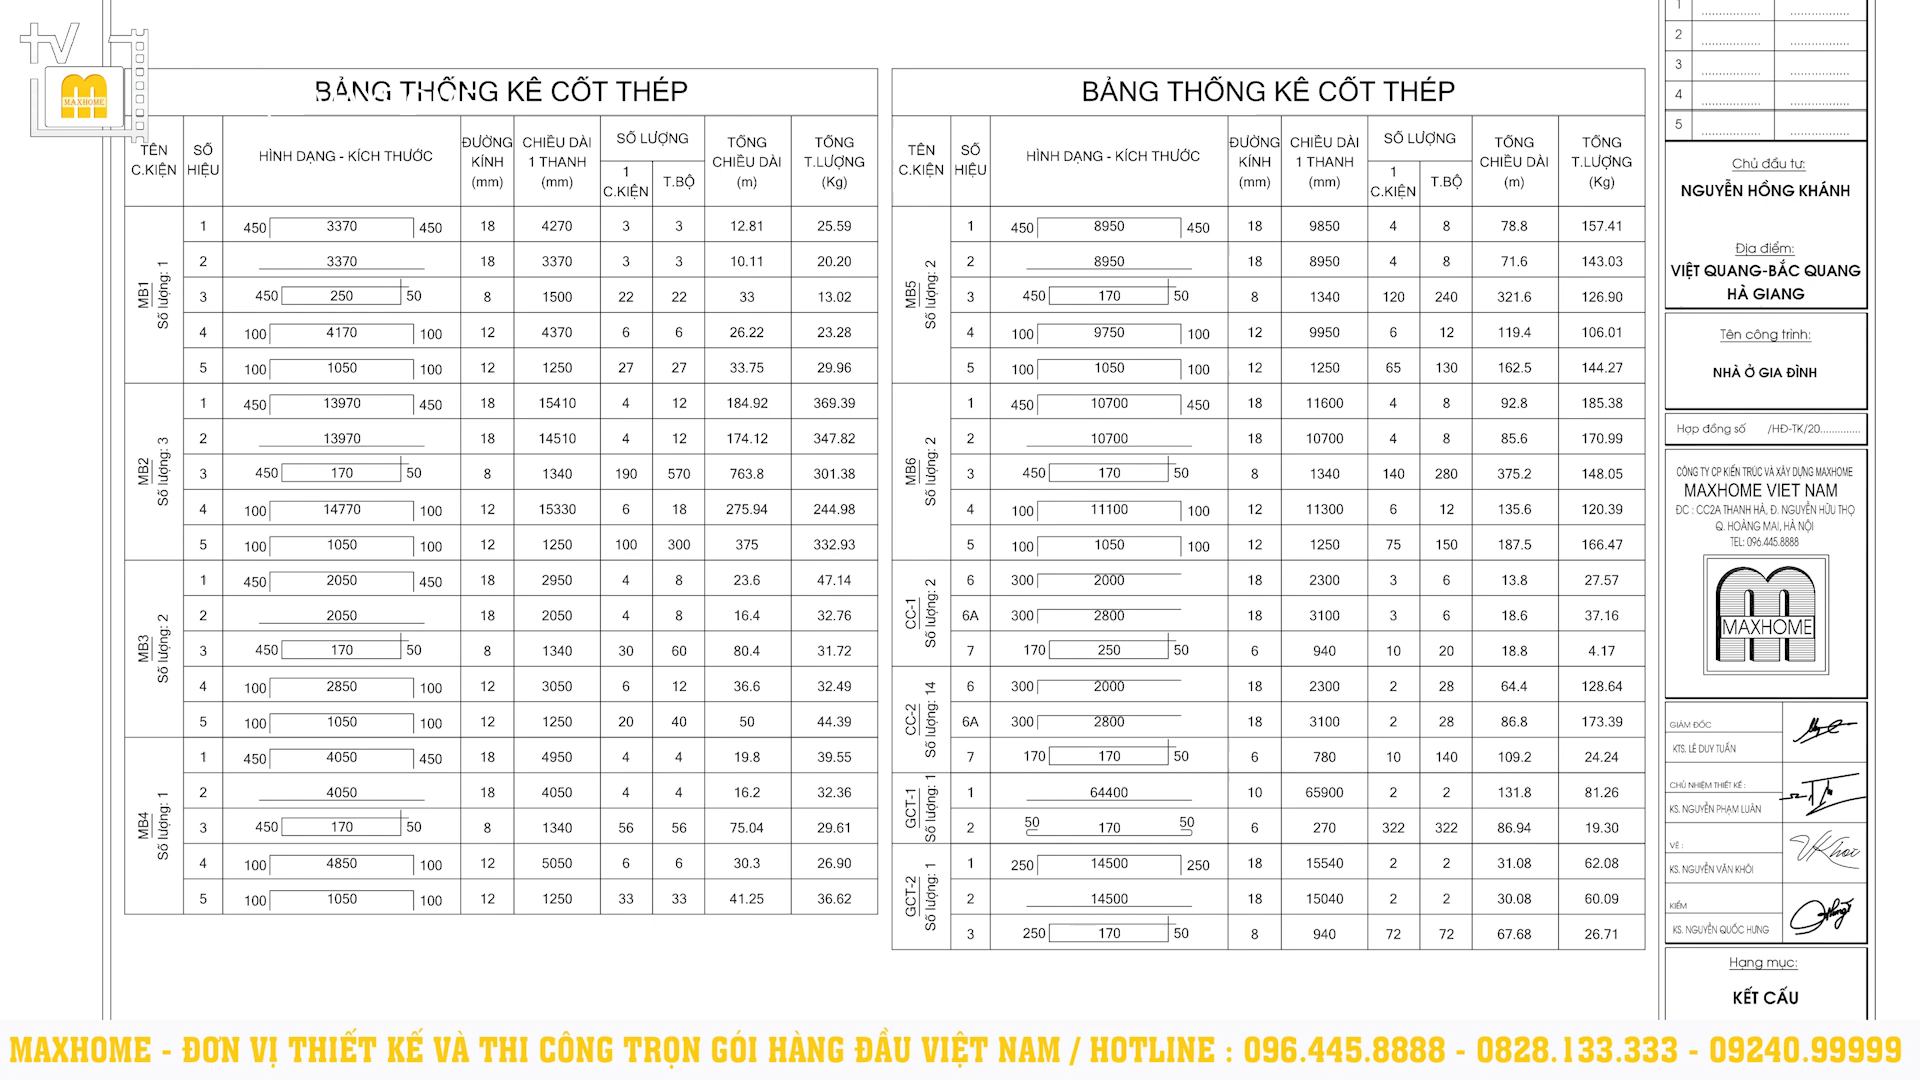 tv
MAXHOME
BẢNG THỐNG KÊ CỐT THÉP
TÊN C.KIỆN SỐ HIỆU HÌNH DẠNG - KÍCH THƯỚC ĐƯỜNG KÍNH (mm) CHIỀU DÀI 1 THANH (mm) SỐ LƯỢNG 1 C.KIỆN T.BỘ TỔNG CHIỀU DÀI (m) TỔNG T.LƯỢNG (Kg)
MB1 Số lượng: 1
1 450 3370 450 18 4270 3 3 12.81 25.59
2 3370 18 3370 3 3 10.11 20.20
3 450 250 50 8 1500 22 22 33 13.02
4 100 4170 100 12 4370 6 6 26.22 23.28
5 100 1050 100 12 1250 27 27 33.75 29.96
MB2 Số lượng: 3
1 450 13970 450 18 15410 4 12 184.92 369.39
2 13970 18 14510 4 12 174.12 347.82
3 450 170 50 8 1340 190 570 763.8 301.38
4 100 14770 100 12 15330 6 18 275.94 244.98
5 100 1050 100 12 1250 100 300 375 332.93
MB3 Số lượng: 2
1 450 2050 450 18 2950 4 8 23.6 47.14
2 2050 18 2050 4 8 16.4 32.76
3 450 170 50 8 1340 30 60 80.4 31.72
4 100 2850 100 12 3050 6 12 36.6 32.49
5 100 1050 100 12 1250 20 40 50 44.39
MB4 Số lượng: 1
1 450 4050 450 18 4950 4 4 19.8 39.55
2 4050 18 4050 4 4 16.2 32.36
3 450 170 50 8 1340 56 56 75.04 29.61
4 100 4850 100 12 5050 6 6 30.3 26.90
5 100 1050 100 12 1250 33 33 41.25 36.62
BẢNG THỐNG KÊ CỐT THÉP
TÊN C.KIỆN SỐ HIỆU HÌNH DẠNG - KÍCH THƯỚC ĐƯỜNG KÍNH (mm) CHIỀU DÀI 1 THANH (mm) SỐ LƯỢNG 1 C.KIỆN T.BỘ TỔNG CHIỀU DÀI (m) TỔNG T.LƯỢNG (Kg)
MB5 Số lượng: 2
1 450 8950 450 18 9850 4 8 78.8 157.41
2 8950 18 8950 4 8 71.6 143.03
3 450 170 50 8 1340 120 240 321.6 126.90
4 100 9750 100 12 9950 6 12 119.4 106.01
5 100 1050 100 12 1250 65 130 162.5 144.27
MB6 Số lượng: 2
1 450 10700 450 18 11600 4 8 92.8 185.38
2 10700 18 10700 4 8 85.6 170.99
3 450 170 50 8 1340 140 280 375.2 148.05
4 100 11100 100 12 11300 6 12 135.6 120.39
5 100 1050 100 12 1250 75 150 187.5 166.47
CC-1 Số lượng: 2
6 300 2000 18 2300 3 6 13.8 27.57
6A 300 2800 18 3100 3 6 18.6 37.16
7 170 250 50 6 940 10 20 18.8 4.17
CC-2 Số lượng: 14
6 300 2000 18 2300 2 28 64.4 128.64
6A 300 2800 18 3100 2 28 86.8 173.39
7 170 170 50 6 780 10 140 109.2 24.24
GCT-1 Số lượng: 1
1 64400 10 65900 2 2 131.8 81.26
2 50 170 50 6 270 322 322 86.94 19.30
GCT-2 Số lượng: 1
1 250 14500 250 18 15540 2 2 31.08 62.08
2 14500 18 15040 2 2 30.08 60.09
3 250 170 50 8 940 72 72 67.68 26.71
1 .................. ..................
2 .................. ..................
3 .................. ..................
4 .................. ..................
5 .................. ..................
Chủ đầu tư:
NGUYỄN HỒNG KHÁNH
Địa điểm:
VIỆT QUANG-BẮC QUANG
HÀ GIANG
Tên công trình:
NHÀ Ở GIA ĐÌNH
Hợp đồng số /HĐ-TK/20..............
CÔNG TY CP KIẾN TRÚC VÀ XÂY DỰNG MAXHOME
MAXHOME VIET NAM
ĐC : CC2A THANH HÀ, Đ. NGUYỄN HỮU THỌ
Q. HOÀNG MAI, HÀ NỘI
TEL: 096.445.8888
MAXHOME
GIÁM ĐỐC
KTS. LÊ DUY TUẤN
CHỦ NHIỆM THIẾT KẾ :
KS. NGUYỄN PHẠM LUÂN
VẼ :
KS. NGUYỄN VĂN KHÔI
KIỂM
KS. NGUYỄN QUỐC HƯNG
Hạng mục:
KẾT CẤU
MAXHOME - ĐƠN VỊ THIẾT KẾ VÀ THI CÔNG TRỌN GÓI HÀNG ĐẦU VIỆT NAM / HOTLINE : 096.445.8888 - 0828.133.333 - 09240.99999